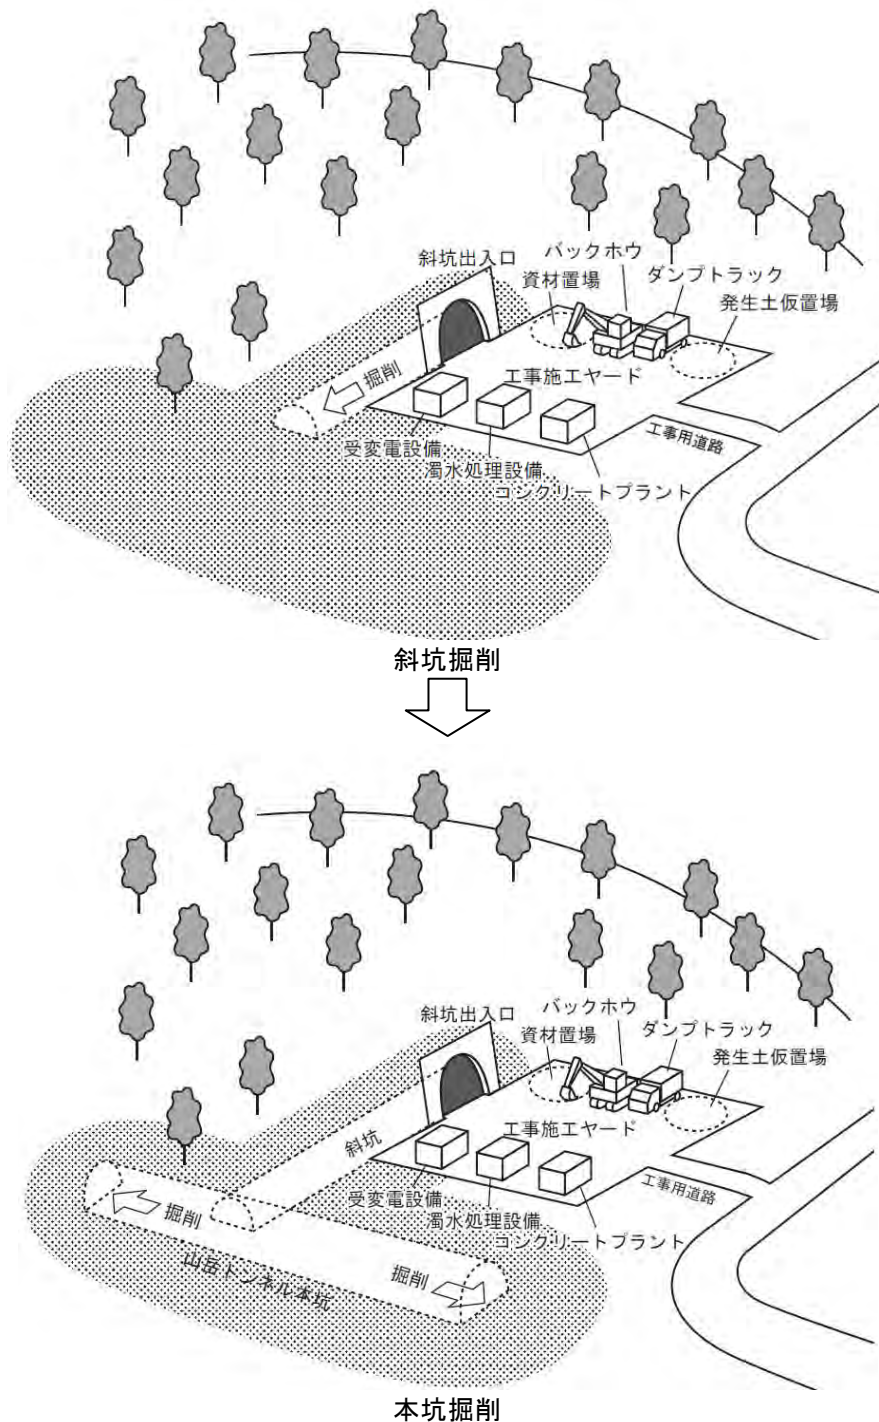 斜坑出入口
バックホウ
資材置場
ダンプトラック
発生土仮置場
掘削
工事施工ヤード
受変電設備
濁水処理設備
コンクリートプラント
工事用道路
斜坑掘削
斜坑出入口
バックホウ
資材置場
ダンプトラック
発生土仮置場
斜坑
工事施工ヤード
受変電設備
濁水処理設備
コンクリートプラント
工事用道路
掘削
山岳トンネル本坑
掘削
本坑掘削